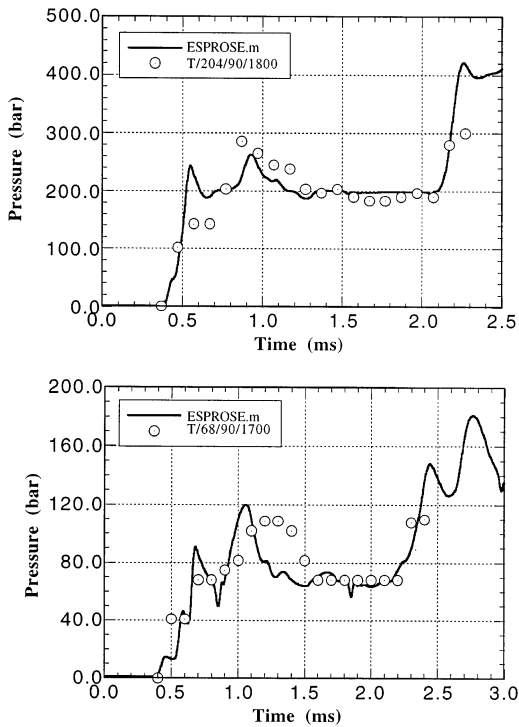 500.0
400.0
300.0
200.0
100.0
0.0
Pressure (bar)
ESPROSE.m
T/204/90/1800
0.0 0.5 1.0 1.5 2.0 2.5
Time (ms)
200.0
160.0
120.0
80.0
40.0
0.0
Pressure (bar)
ESPROSE.m
T/68/90/1700
0.0 0.5 1.0 1.5 2.0 2.5 3.0
Time (ms)